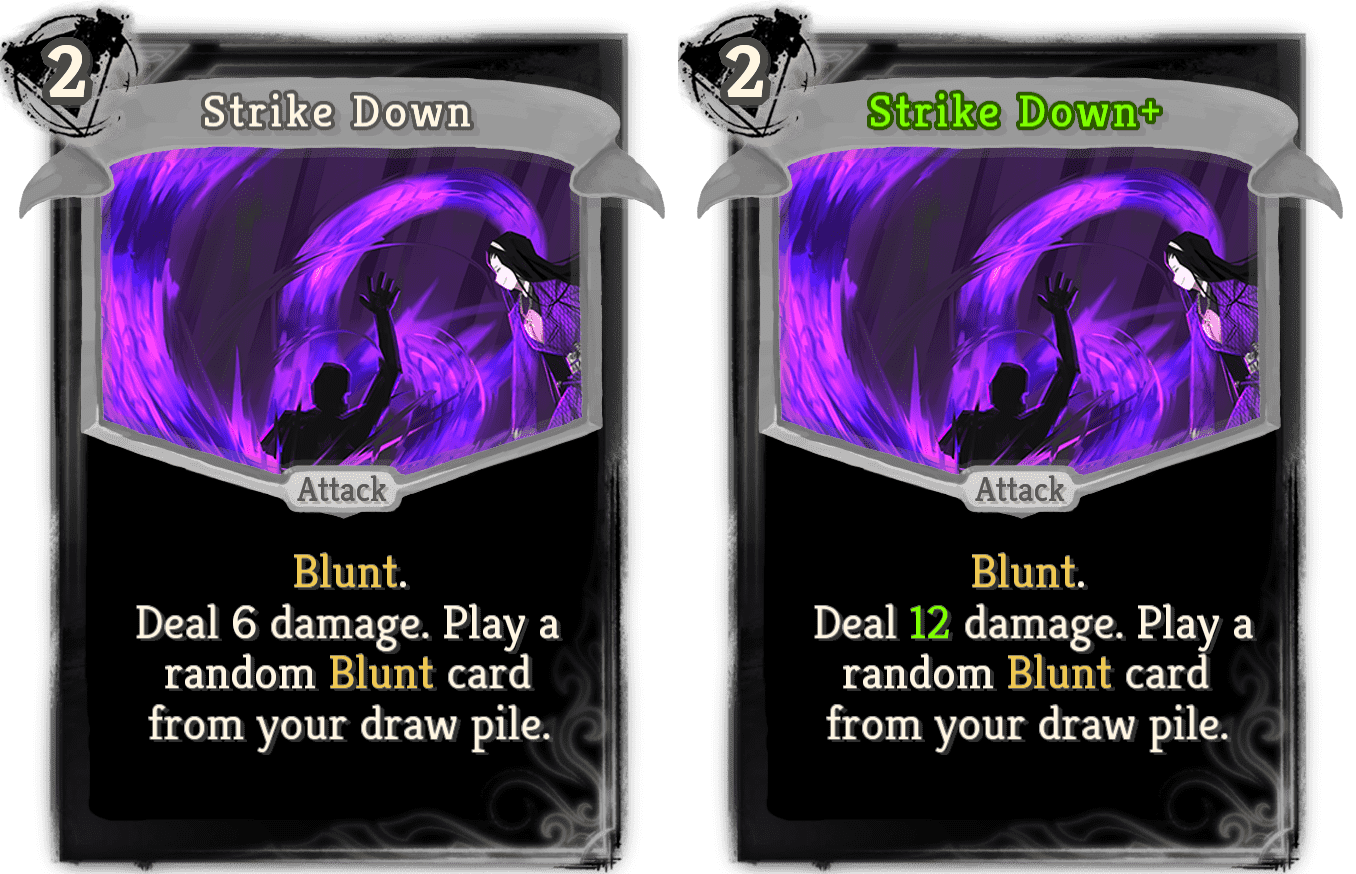 2
Strike Down
Attack
Blunt.
Deal 6 damage. Play a
random Blunt card
from your draw pile.
2
Strike Down+
Attack
Blunt.
Deal 12 damage. Play a
random Blunt card
from your draw pile.